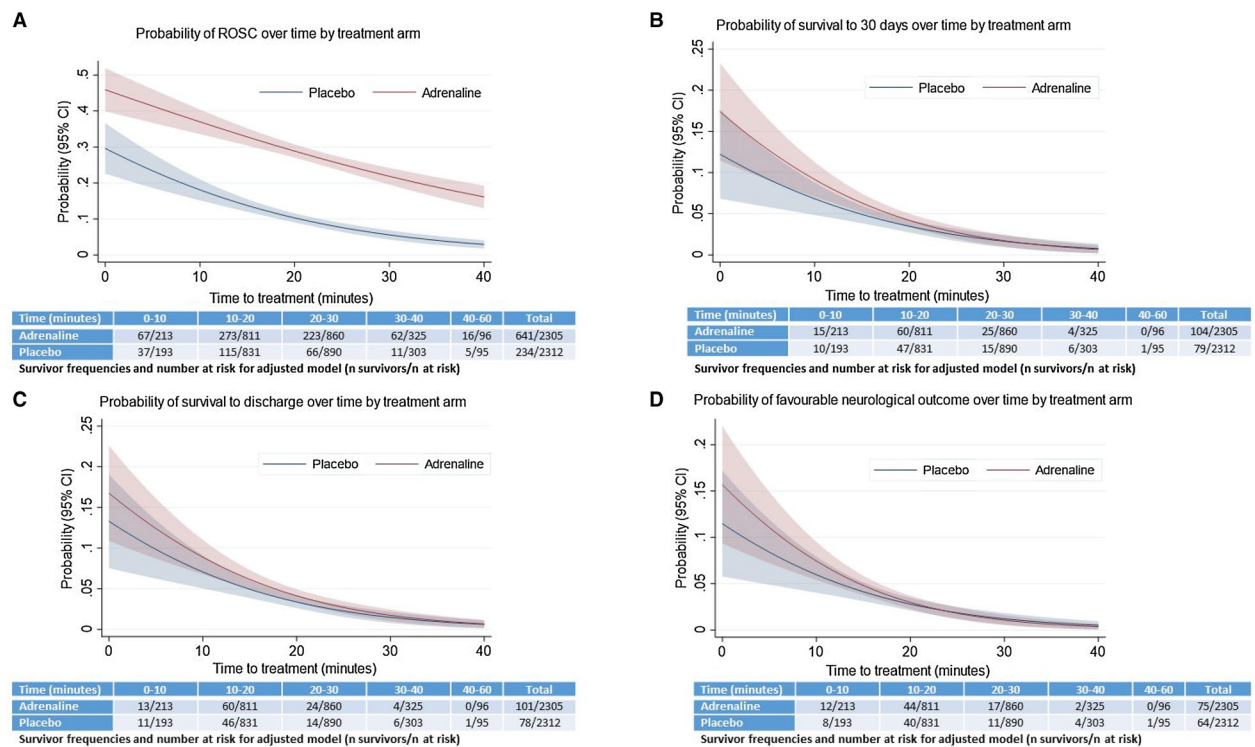 A
Probability of ROSC over time by treatment arm
Placebo Adrenaline
Probability (95% CI)
.5
.4
.3
.2
.1
0
0 10 20 30 40
Time to treatment (minutes)
Time (minutes) 0-10 10-20 20-30 30-40 40-60 Total
Adrenaline 67/213 273/811 223/860 62/325 16/96 641/2305
Placebo 37/193 115/831 66/890 11/303 5/95 234/2312
Survivor frequencies and number at risk for adjusted model (n survivors/n at risk)
B
Probability of survival to 30 days over time by treatment arm
Placebo Adrenaline
Probability (95% CI)
.25
.2
.15
.1
.05
0
0 10 20 30 40
Time to treatment (minutes)
Time (minutes) 0-10 10-20 20-30 30-40 40-60 Total
Adrenaline 15/213 60/811 25/860 4/325 0/96 104/2305
Placebo 10/193 47/831 15/890 6/303 1/95 79/2312
Survivor frequencies and number at risk for adjusted model (n survivors/n at risk)
C
Probability of survival to discharge over time by treatment arm
Placebo Adrenaline
Probability (95% CI)
.25
.2
.15
.1
.05
0
0 10 20 30 40
Time to treatment (minutes)
Time (minutes) 0-10 10-20 20-30 30-40 40-60 Total
Adrenaline 13/213 60/811 24/860 4/325 0/96 101/2305
Placebo 11/193 46/831 14/890 6/303 1/95 78/2312
Survivor frequencies and number at risk for adjusted model (n survivors/n at risk)
D
Probability of favourable neurological outcome over time by treatment arm
Placebo Adrenaline
Probability (95% CI)
.2
.15
.1
.05
0
0 10 20 30 40
Time to treatment (minutes)
Time (minutes) 0-10 10-20 20-30 30-40 40-60 Total
Adrenaline 12/213 44/811 17/860 2/325 0/96 75/2305
Placebo 8/193 40/831 11/890 4/303 1/95 64/2312
Survivor frequencies and number at risk for adjusted model (n survivors/n at risk)